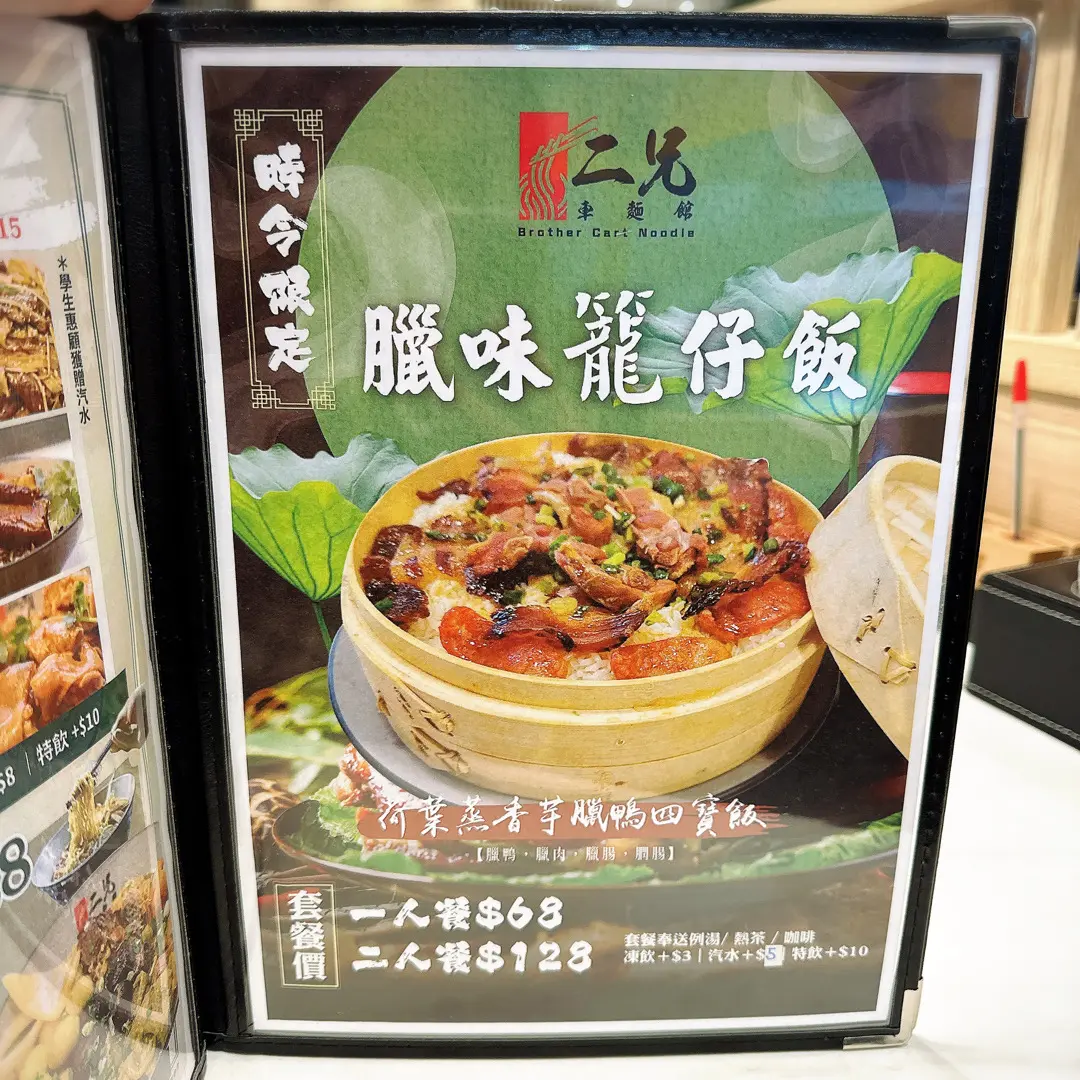 時令限定
二兄
車麵館
Brother Cart Noodle
臘味籠仔飯
荷葉蒸香芋臘鴨四寶飯
【臘鴨・臘肉・臘腸・膶腸】
套餐價
一人餐$68
二人餐$128
套餐奉送例湯/ 熱茶 / 咖啡
凍飲+$3｜汽水+$5｜特飲+$10
15
*學生惠顧獲贈汽水
$8 ｜特飲+$10
8
二兄